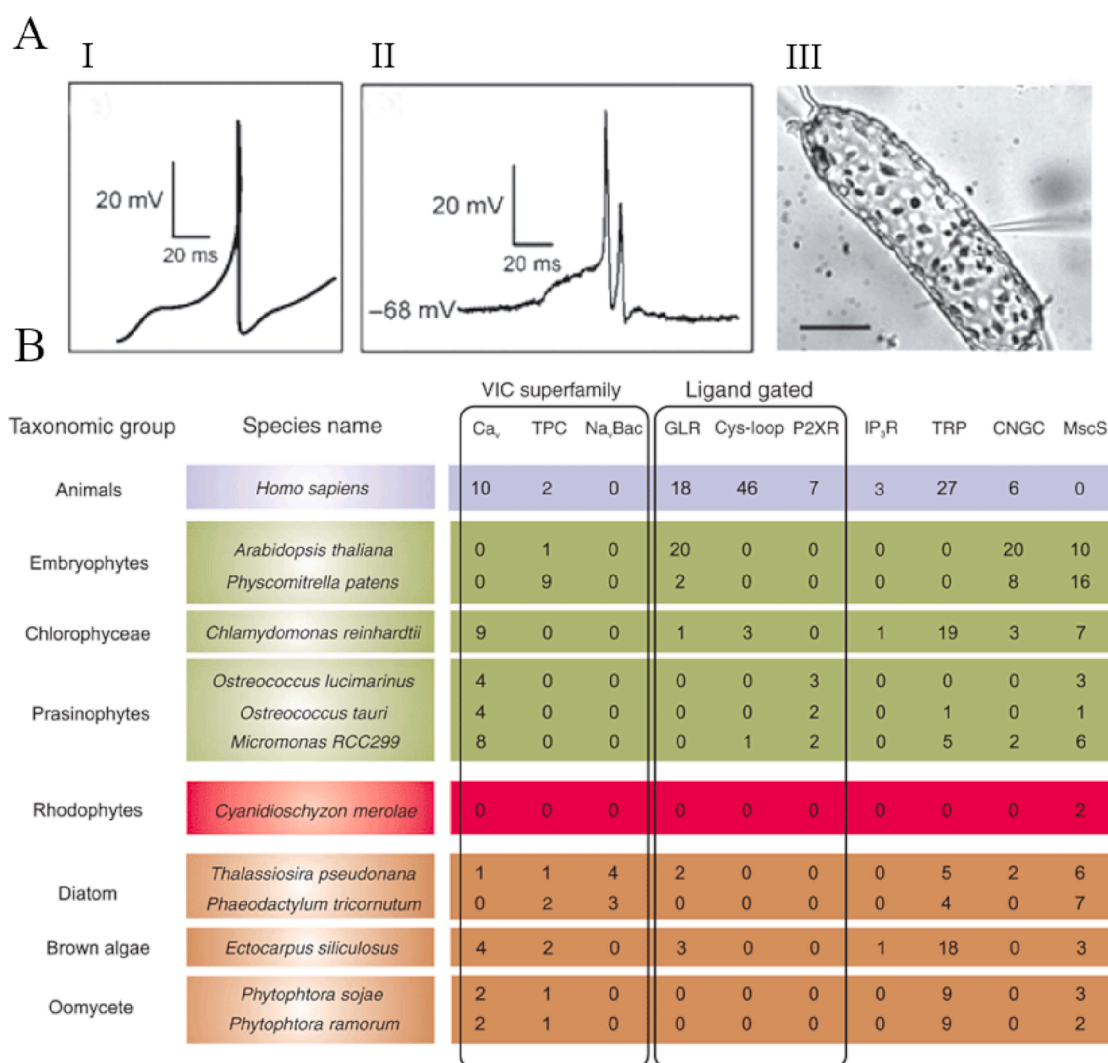 A
I II III
20 mV
20 ms
20 mV
20 ms
–68 mV
B
VIC superfamily Ligand gated
Taxonomic group Species name Caᵥ TPC NaᵥBac GLR Cys-loop P2XR IP₃R TRP CNGC MscS
Animals Homo sapiens 10 2 0 18 46 7 3 27 6 0
Embryophytes
Arabidopsis thaliana 0 1 0 20 0 0 0 0 20 10
Physcomitrella patens 0 9 0 2 0 0 0 0 8 16
Chlorophyceae Chlamydomonas reinhardtii 9 0 0 1 3 0 1 19 3 7
Prasinophytes
Ostreococcus lucimarinus 4 0 0 0 0 3 0 0 0 3
Ostreococcus tauri 4 0 0 0 0 2 0 1 0 1
Micromonas RCC299 8 0 0 0 1 2 0 5 2 6
Rhodophytes Cyanidioschyzon merolae 0 0 0 0 0 0 0 0 0 2
Diatom
Thalassiosira pseudonana 1 1 4 2 0 0 0 5 2 6
Phaeodactylum tricornutum 0 2 3 0 0 0 0 4 0 7
Brown algae Ectocarpus siliculosus 4 2 0 3 0 0 1 18 0 3
Oomycete
Phytophtora sojae 2 1 0 0 0 0 0 9 0 3
Phytophtora ramorum 2 1 0 0 0 0 0 9 0 2